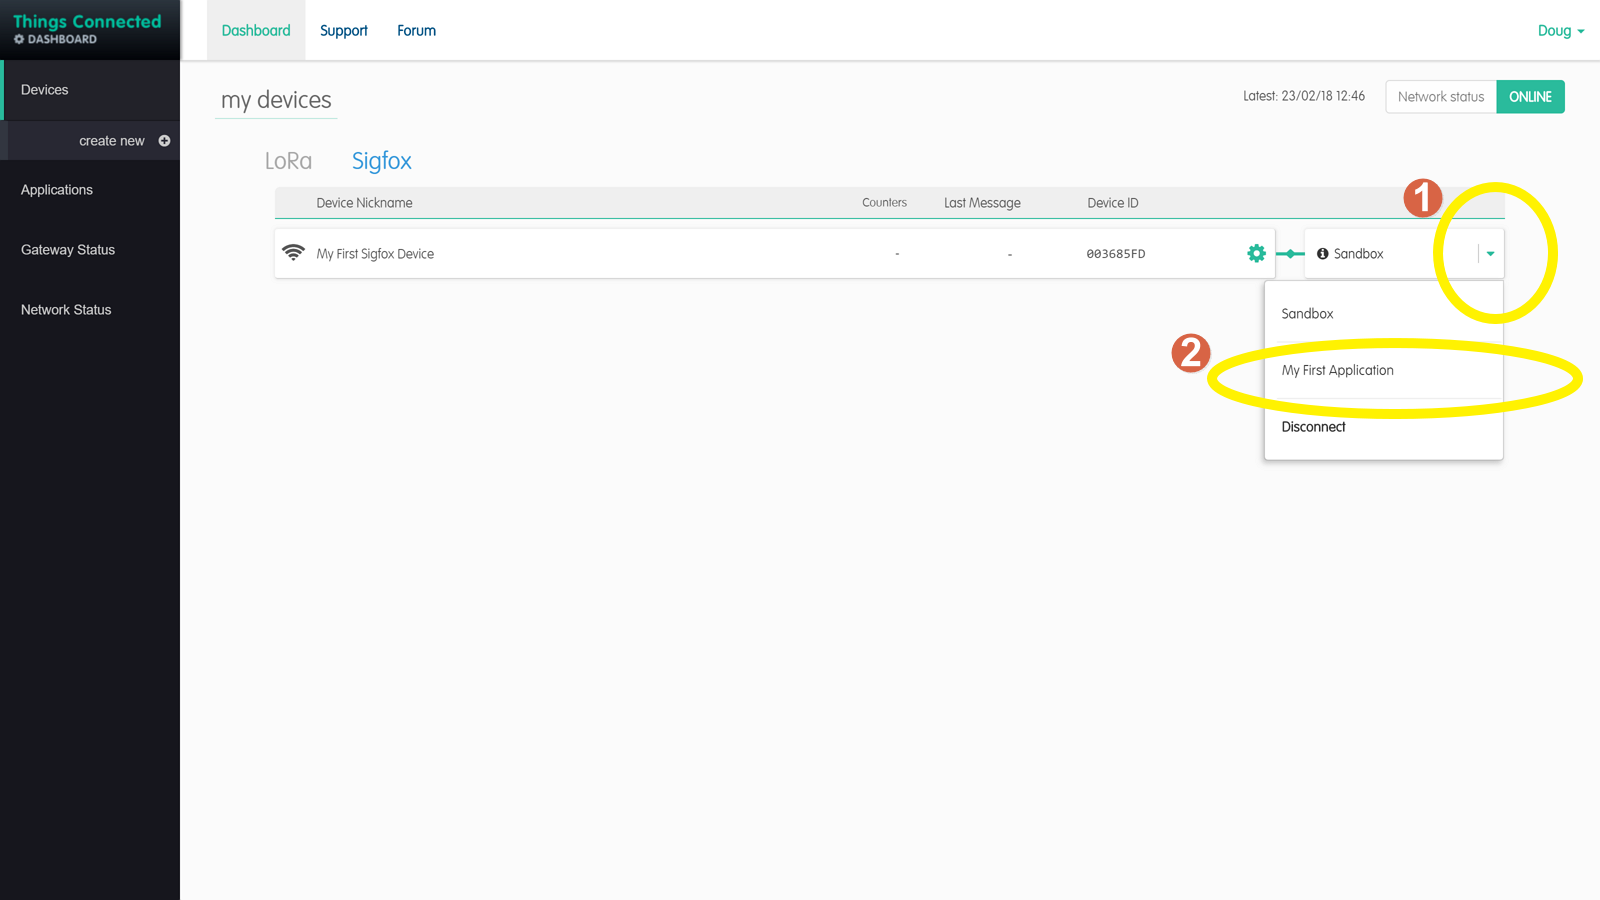 Things Connected
DASHBOARD
Dashboard Support Forum
Doug
Devices
create new
Applications
Gateway Status
Network Status
my devices
Latest: 23/02/18 12:46
Network status ONLINE
LoRa Sigfox
Device Nickname Counters Last Message Device ID
1
My First Sigfox Device - - 003685FD
Sandbox
Sandbox
2
My First Application
Disconnect